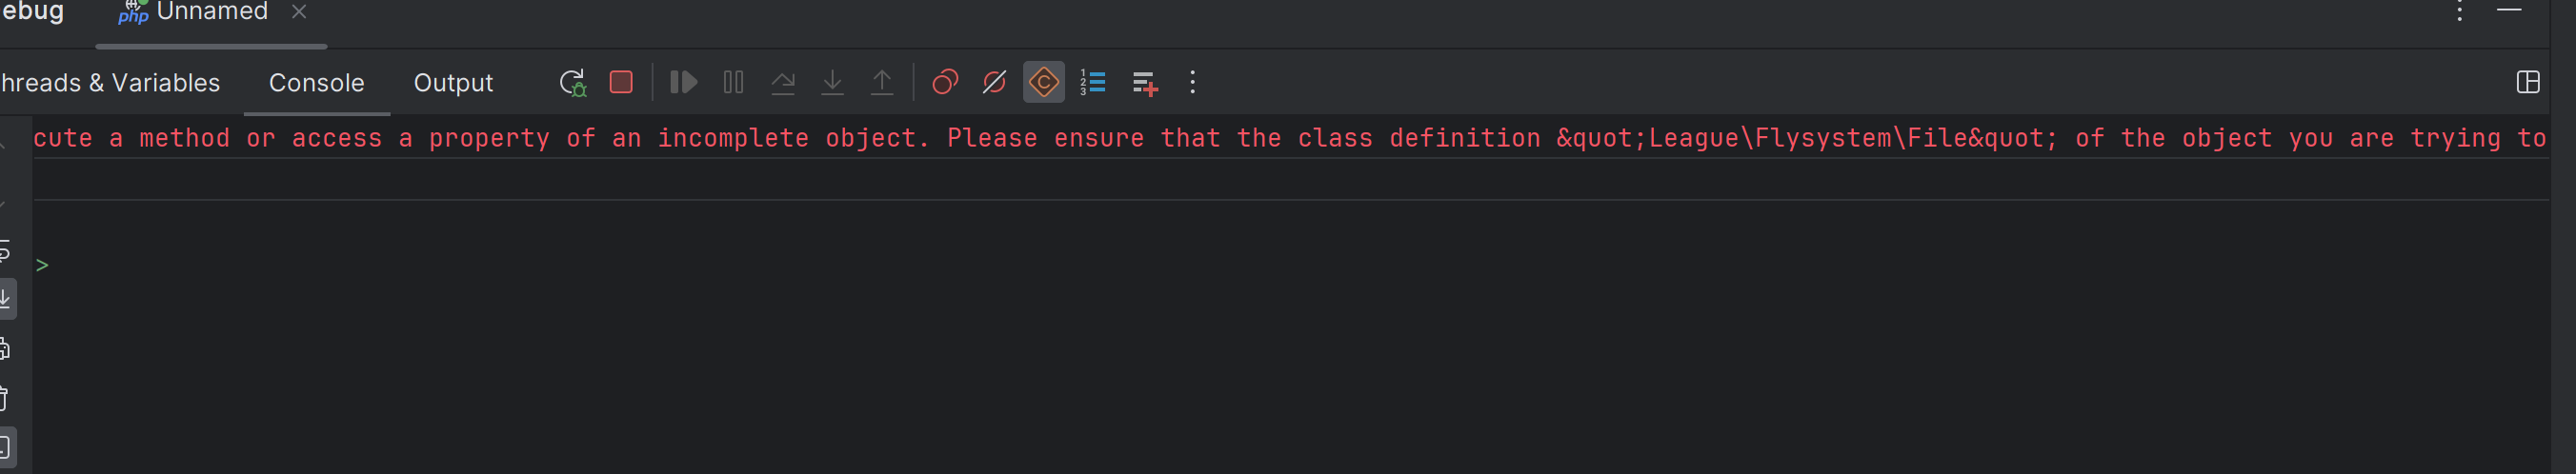 ebug php Unnamed
hreads & Variables Console Output
cute a method or access a property of an incomplete object. Please ensure that the class definition &quot;League\Flysystem\File&quot; of the object you are trying to
>